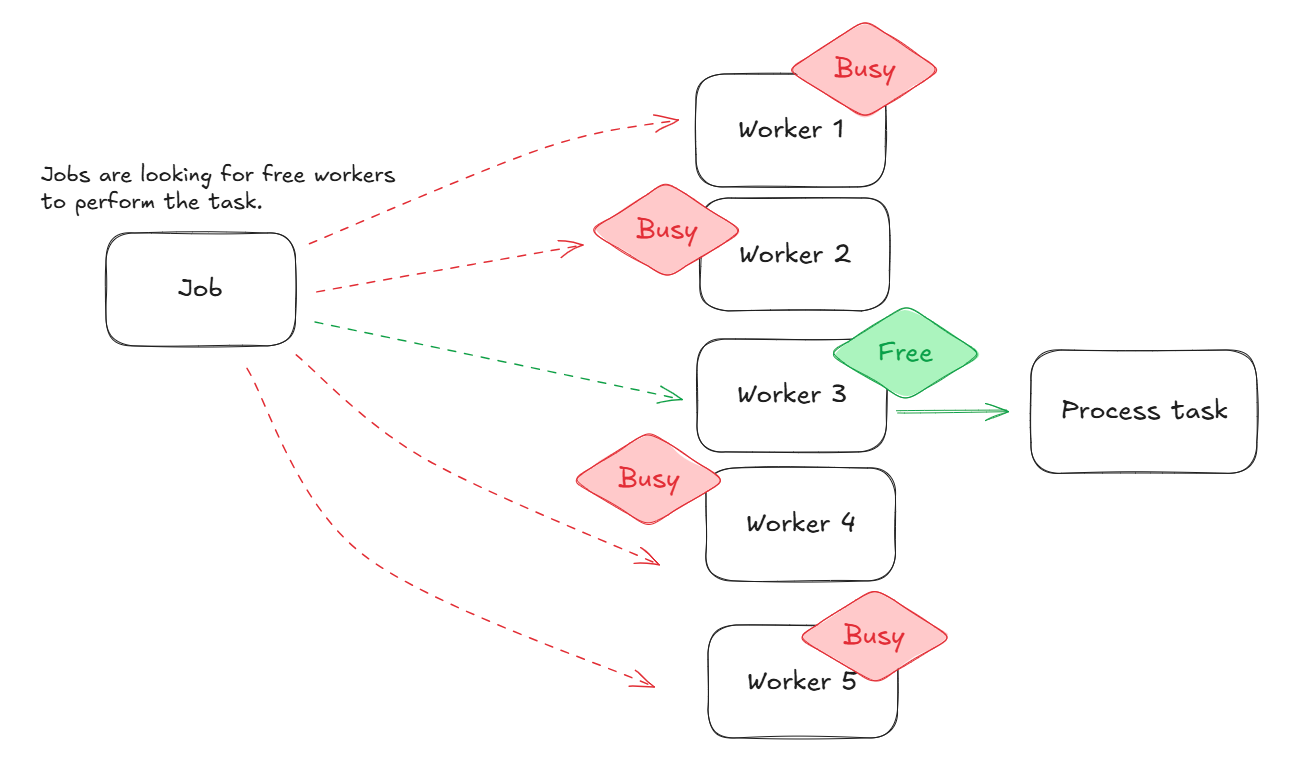 Busy
Worker 1
Jobs are looking for free workers
to perform the task.
Busy
Worker 2
Job
Free
Worker 3
Process task
Busy
Worker 4
Busy
Worker 5